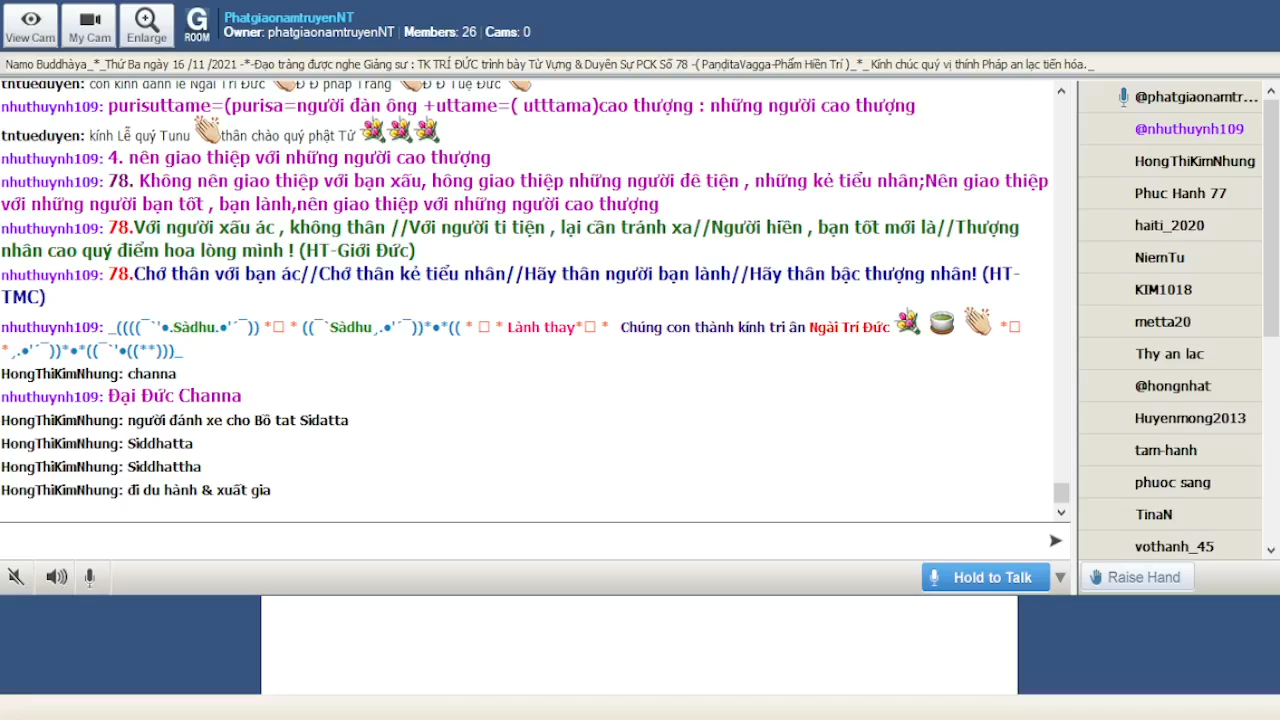 View Cam
My Cam
Enlarge
G
ROOM
PhatgiaonamtruyenNT
Owner: phatgiaonamtruyenNT | Members: 26 | Cams: 0
Namo Buddhàya_*_Thứ Ba ngày 16 /11 /2021 -*-Đạo tràng được nghe Giảng sư : TK TRÍ ĐỨC trình bày Từ Vựng & Duyên Sự PCK Số 78 -( PaṇḍitaVagga-Phẩm Hiền Trí )_*_ Kính chúc quý vị thính Pháp an lạc tiến hóa._
tntueduyen: con kính đảnh lễ Ngài Trí Đức Đ Đ pháp Trăng Đ Đ Tuệ Đức
nhuthuynh109: purisuttame=(purisa=người đàn ông +uttame=( utttama)cao thượng : những người cao thượng
tntueduyen: kính Lễ quý Tunu thân chào quý phật Tử
nhuthuynh109: 4. nên giao thiệp với những người cao thượng
nhuthuynh109: 78. Không nên giao thiệp với bạn xấu, hông giao thiệp những người đê tiện , những kẻ tiểu nhân;Nên giao thiệp
với những người bạn tốt , bạn lành,nên giao thiệp với những người cao thượng
nhuthuynh109: 78.Với người xấu ác , không thân //Với người ti tiện , lại cần tránh xa//Người hiền , bạn tốt mới là//Thượng
nhân cao quý điểm hoa lòng mình ! (HT-Giới Đức)
nhuthuynh109: 78.Chớ thân với bạn ác//Chớ thân kẻ tiểu nhân//Hãy thân người bạn lành//Hãy thân bậc thượng nhân! (HT-
TMC)
nhuthuynh109: _((((¯`'•.Sàdhu.•'´¯)) *□ * ((¯`Sàdhu¸.•'´¯))*•*(( * □ * Lành thay*□ * Chúng con thành kính tri ân Ngài Trí Đức *□
*¸.•'´¯))*•*((¯`'•((**)))_
HongThiKimNhung: channa
nhuthuynh109: Đại Đức Channa
HongThiKimNhung: người đánh xe cho Bồ tat Sidatta
HongThiKimNhung: Siddhatta
HongThiKimNhung: Siddhattha
HongThiKimNhung: đi du hành & xuất gia
@phatgiaonamtr...
@nhuthuynh109
HongThiKimNhung
Phuc Hanh 77
haiti_2020
NiemTu
KIM1018
metta20
Thy an lac
@hongnhat
Huyenmong2013
tam-hanh
phuoc sang
TinaN
vothanh_45
Hold to Talk
Raise Hand